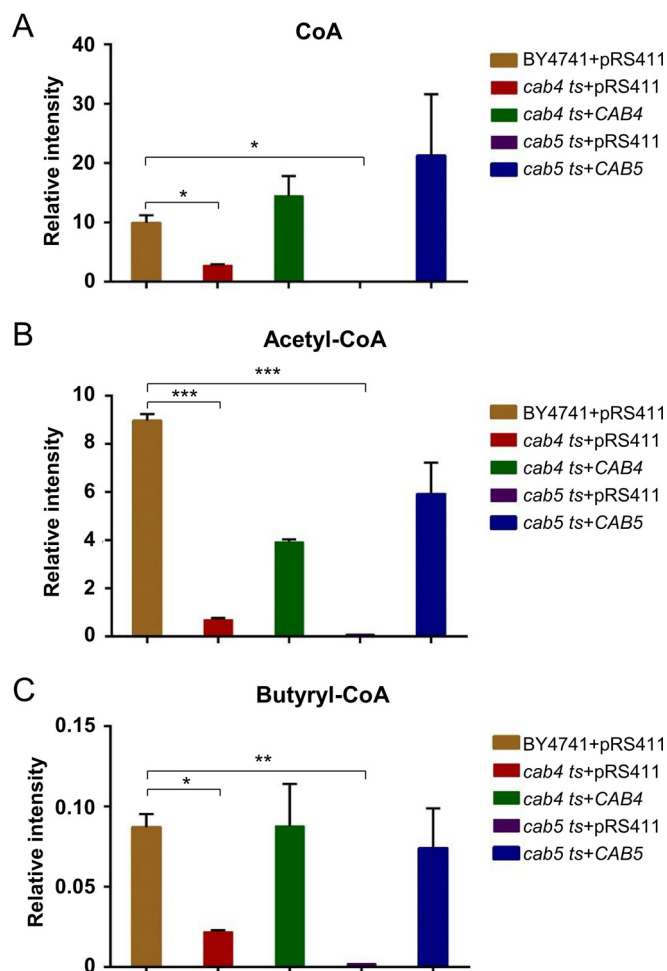 A
CoA
Relative intensity
40
30
20
10
0
*
*
BY4741+pRS411
cab4 ts+pRS411
cab4 ts+CAB4
cab5 ts+pRS411
cab5 ts+CAB5
B
Acetyl-CoA
Relative intensity
10
8
6
4
2
0
***
***
BY4741+pRS411
cab4 ts+pRS411
cab4 ts+CAB4
cab5 ts+pRS411
cab5 ts+CAB5
C
Butyryl-CoA
Relative intensity
0.15
0.10
0.05
0
**
*
BY4741+pRS411
cab4 ts+pRS411
cab4 ts+CAB4
cab5 ts+pRS411
cab5 ts+CAB5